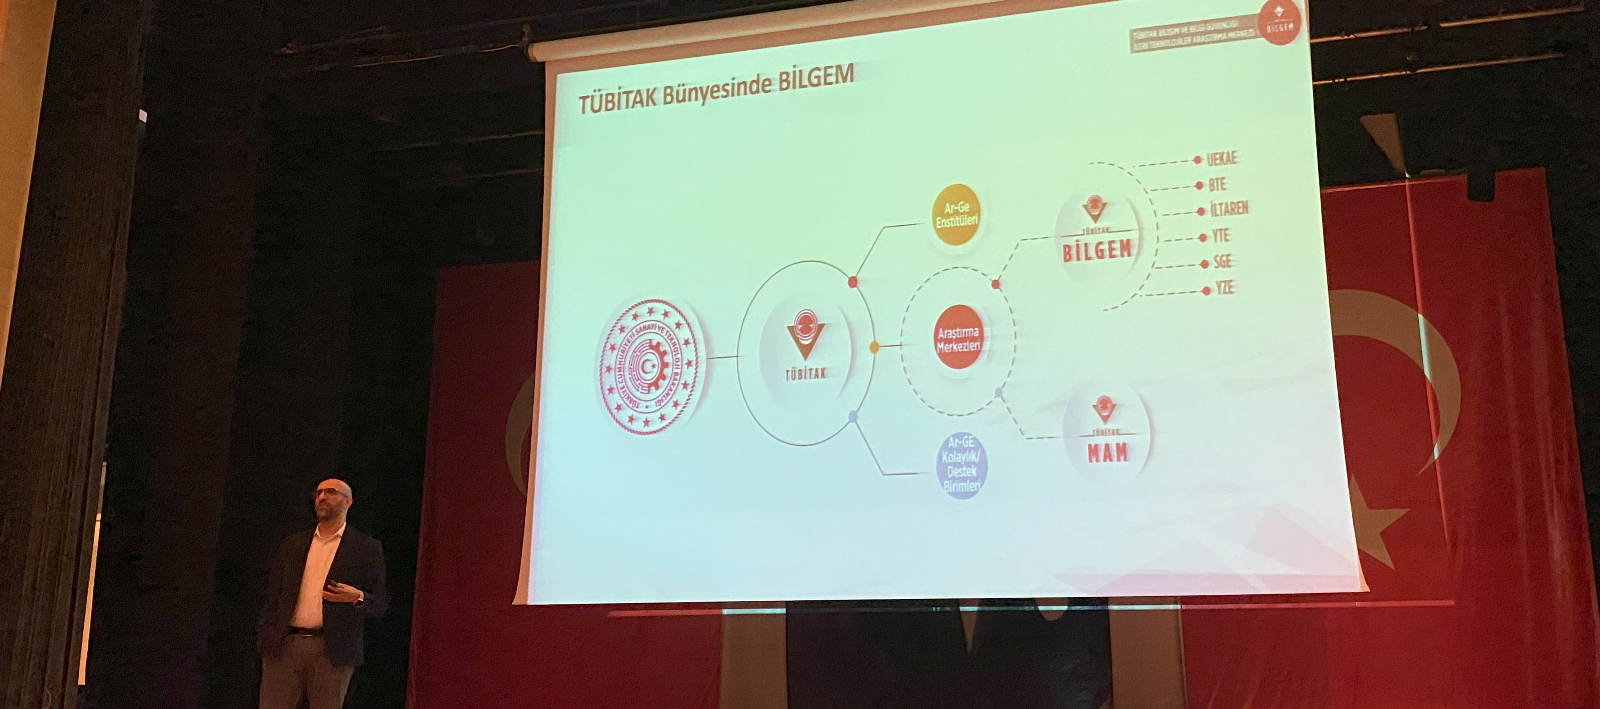 TÜBİTAK BİLİŞİM VE BİLGİ GÜVENLİĞİ
İLERİ TEKNOLOJİLER ARAŞTIRMA MERKEZİ
BİLGEM
TÜBİTAK Bünyesinde BİLGEM
TÜRKİYE CUMHURİYETİ SANAYİ VE TEKNOLOJİ BAKANLIĞI
TÜBİTAK
Ar-Ge
Enstitüleri
Araştırma
Merkezleri
Ar-GE
Kolaylık/
Destek
Birimleri
TÜBİTAK
BİLGEM
UEKAE
BTE
İLTAREN
YTE
SGE
YZE
TÜBİTAK
MAM